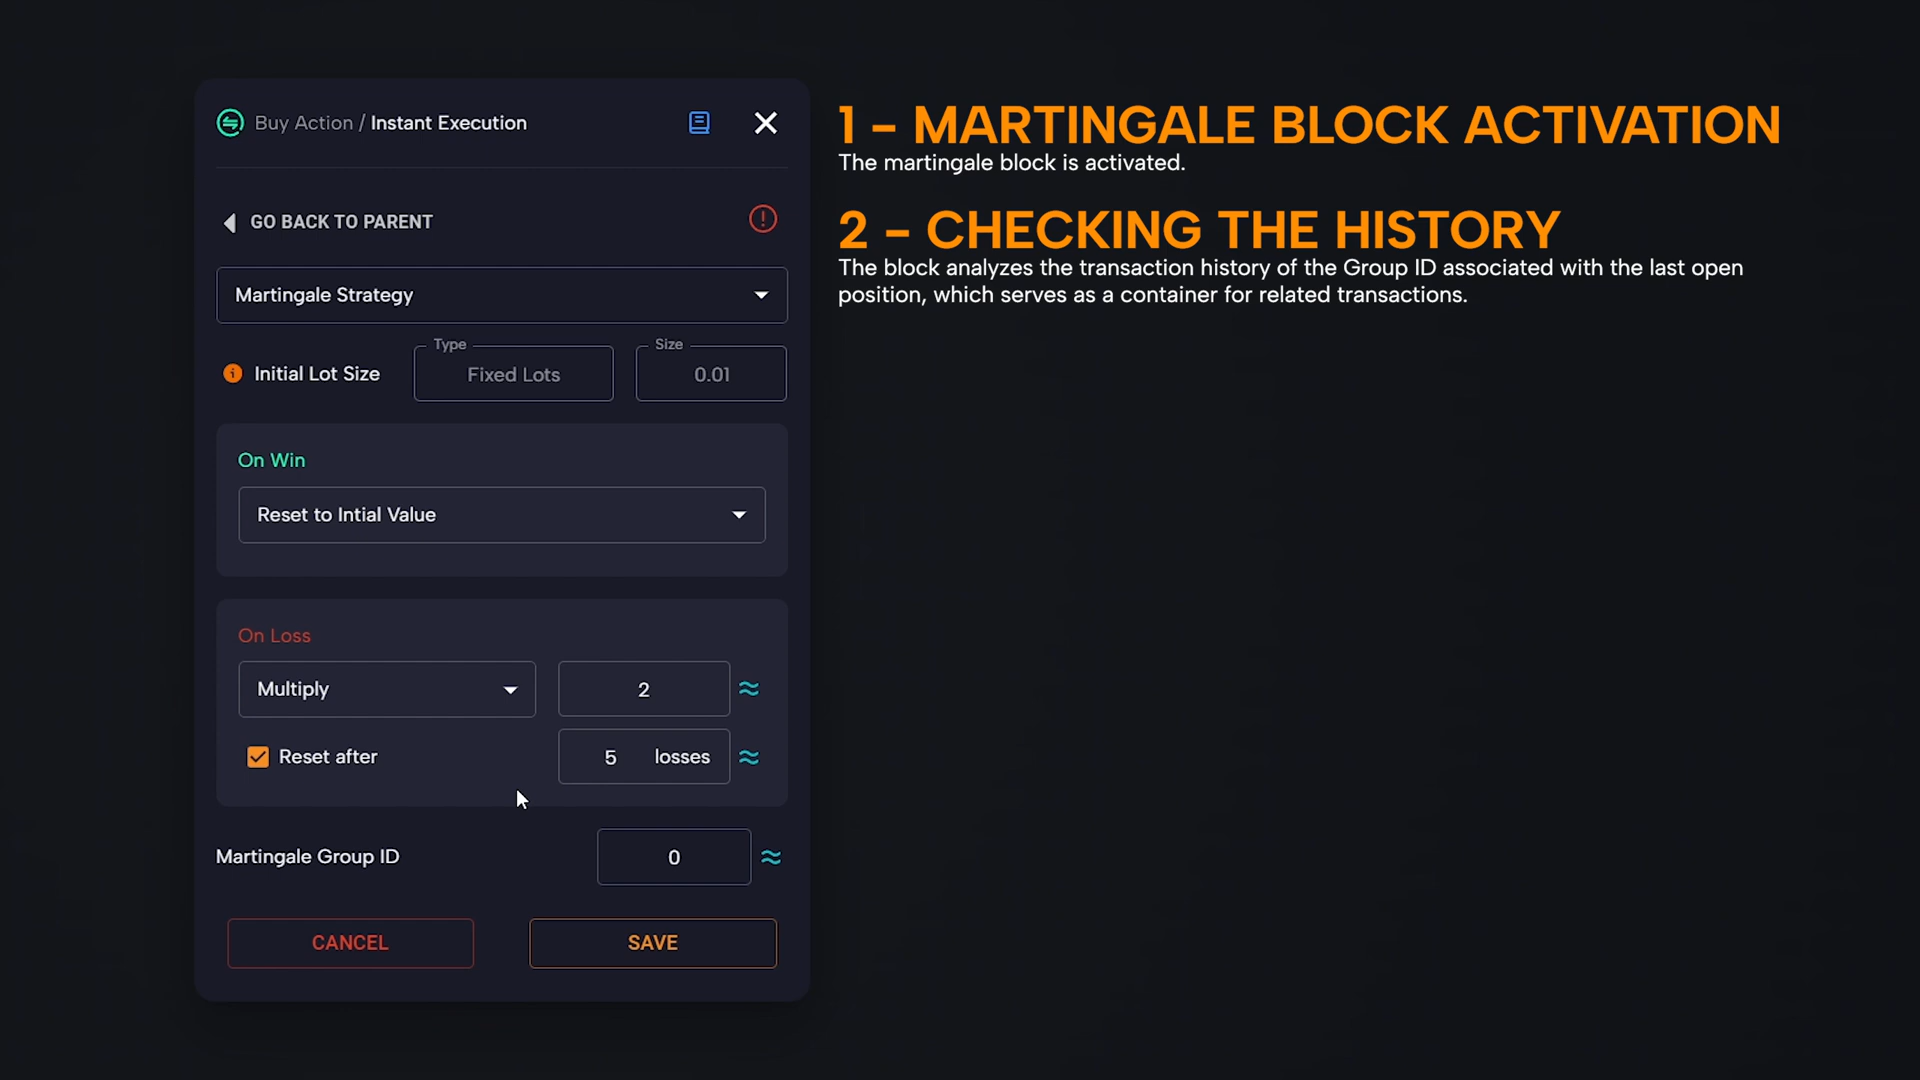 Buy Action / Instant Execution
GO BACK TO PARENT
Martingale Strategy
Initial Lot Size
Type
Fixed Lots
Size
0.01
On Win
Reset to Intial Value
On Loss
Multiply
2
Reset after
5 losses
Martingale Group ID
0
CANCEL
SAVE
1 - MARTINGALE BLOCK ACTIVATION
The martingale block is activated.
2 - CHECKING THE HISTORY
The block analyzes the transaction history of the Group ID associated with the last open
position, which serves as a container for related transactions.